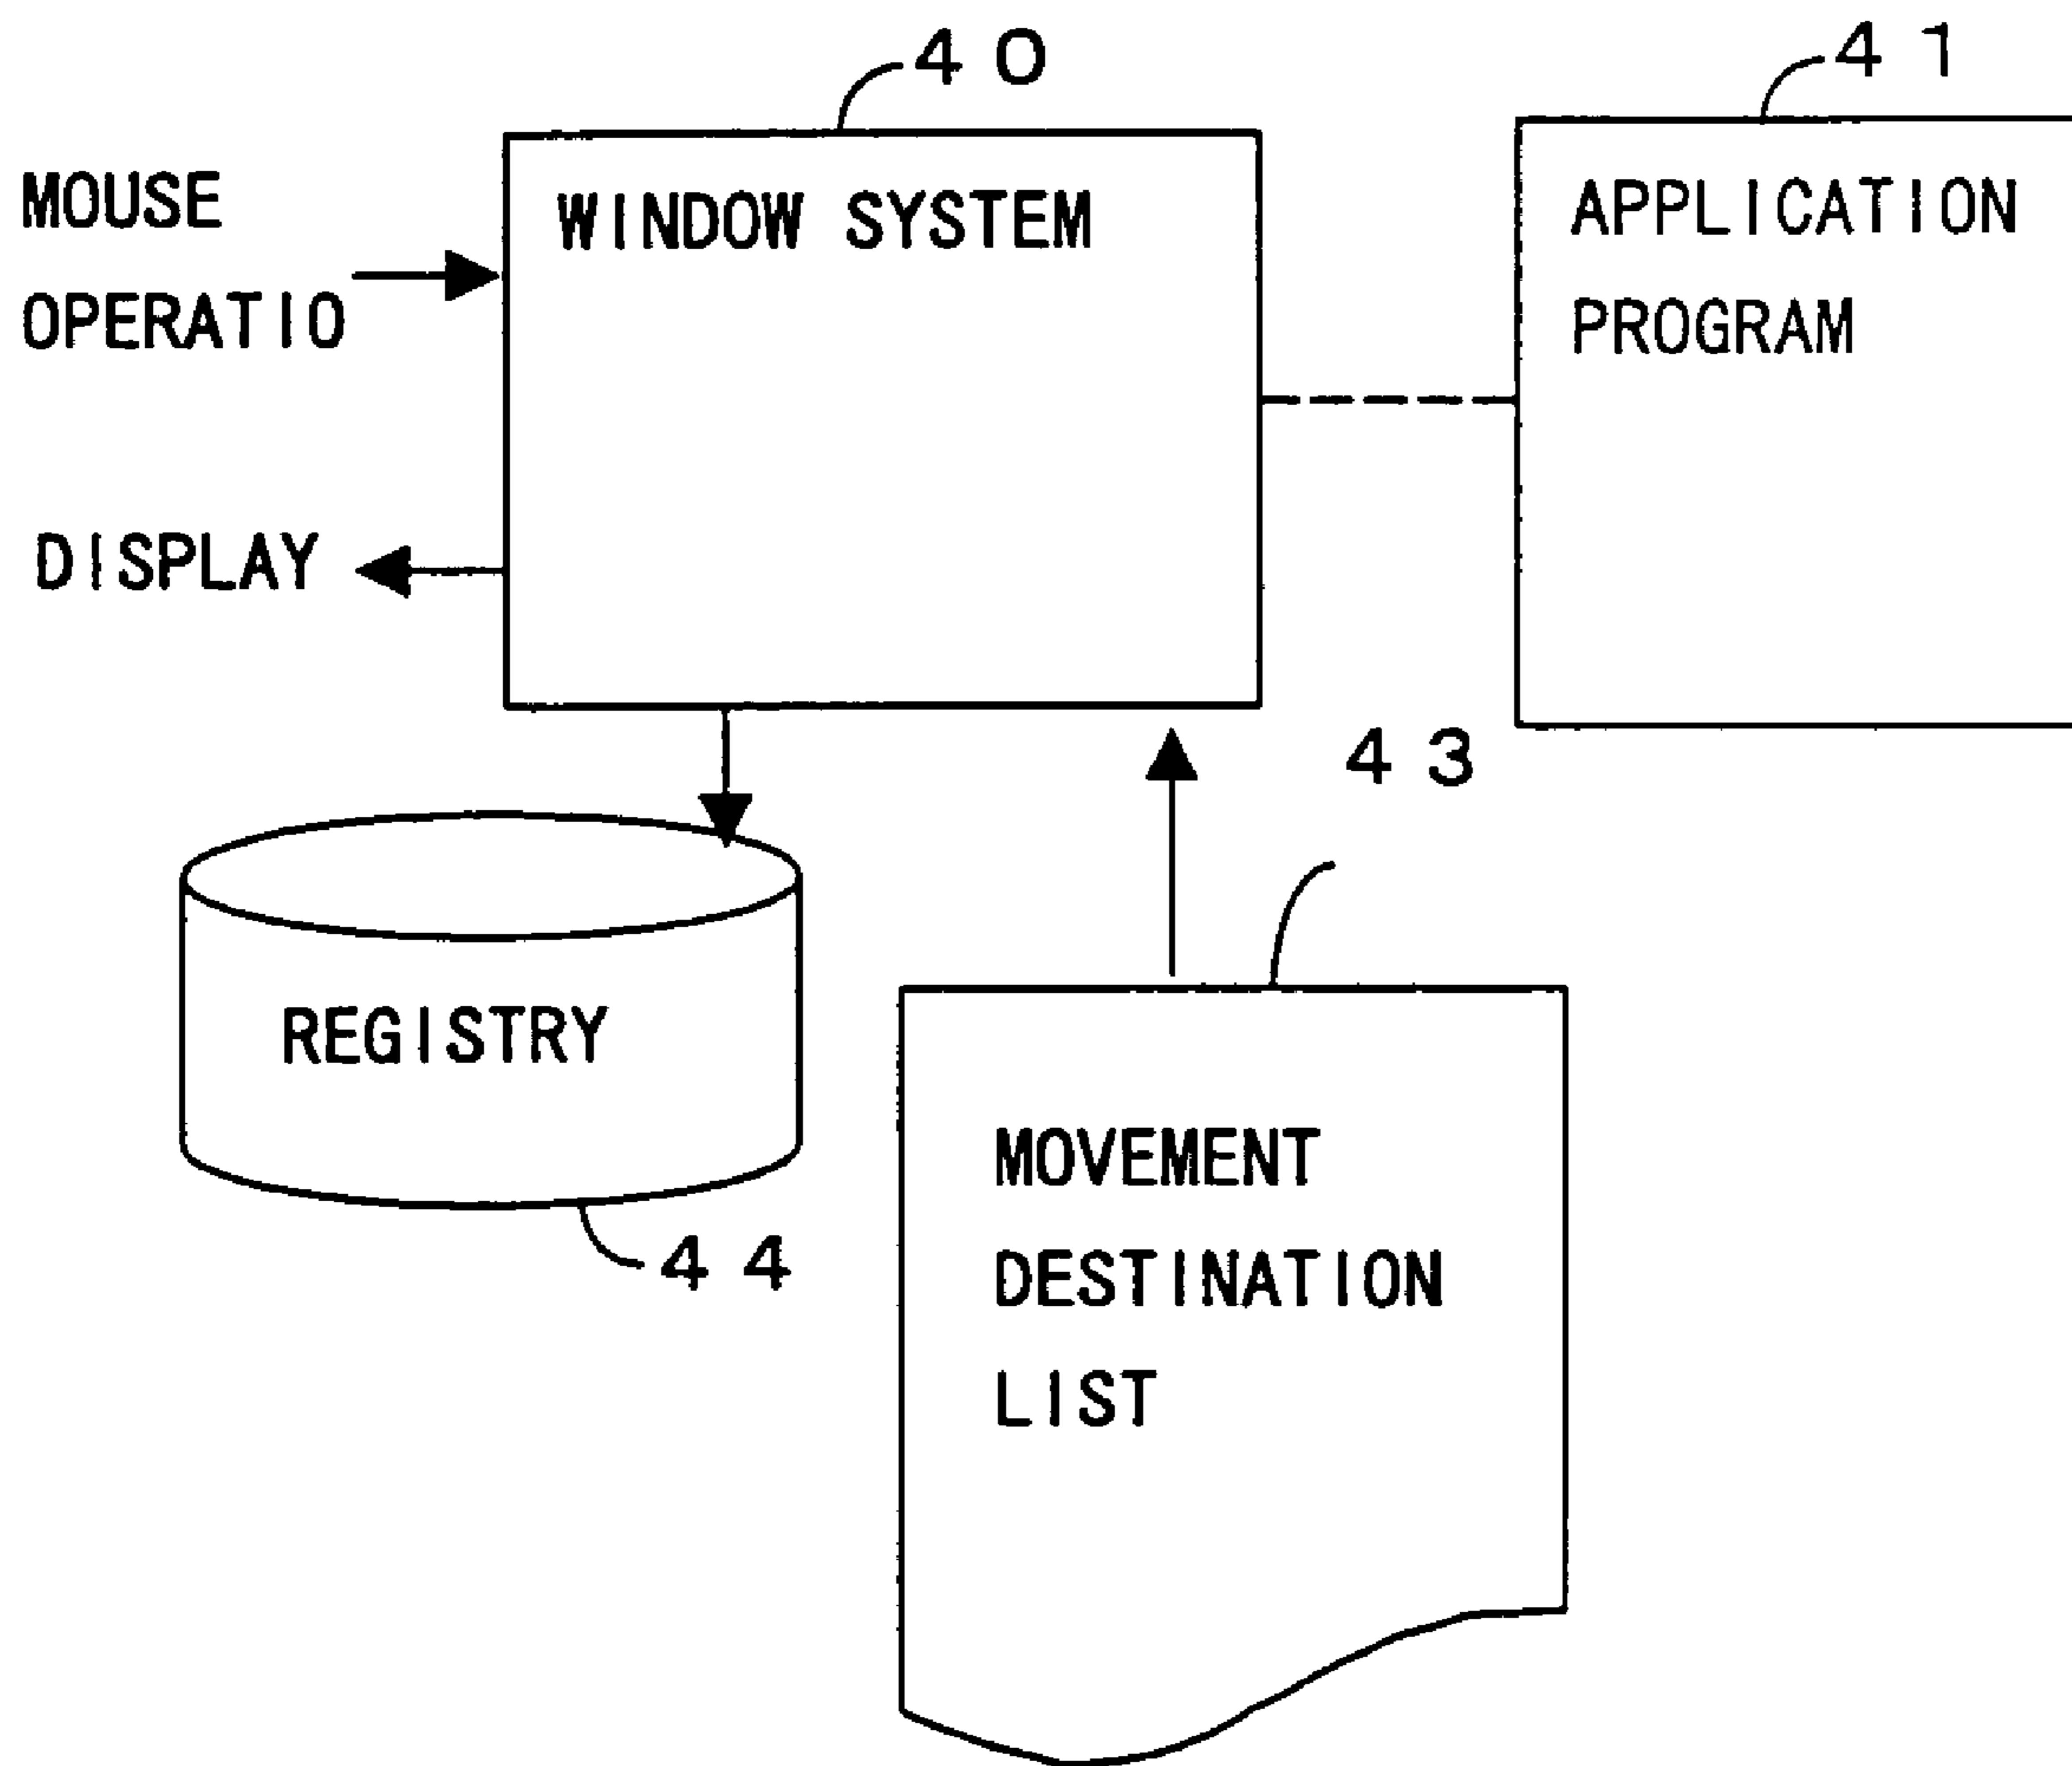 40
41
MOUSE
OPERATIO
WINDOW SYSTEM
APPLICATION
PROGRAM
DISPLAY
43
REGISTRY
44
MOVEMENT
DESTINATION
LIST